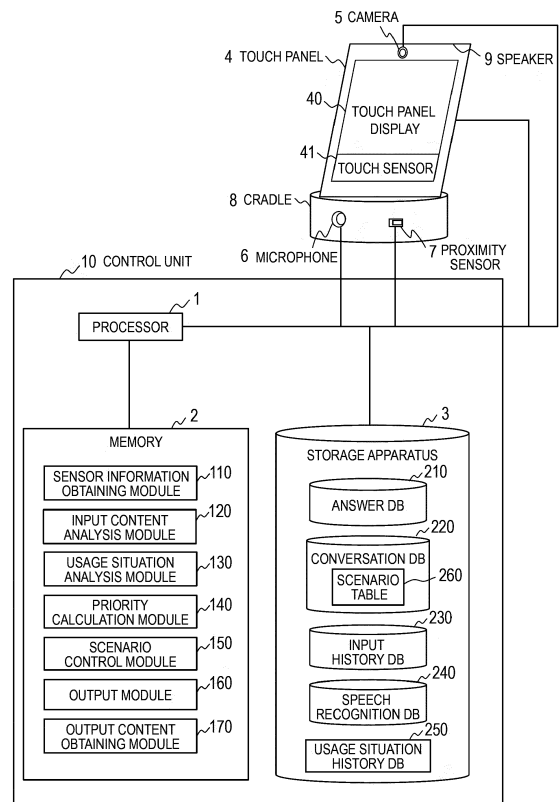 5 CAMERA
4 TOUCH PANEL
9 SPEAKER
40
TOUCH PANEL
DISPLAY
41
TOUCH SENSOR
8 CRADLE
6 MICROPHONE
7 PROXIMITY
SENSOR
10 CONTROL UNIT
1
PROCESSOR
2
MEMORY
SENSOR INFORMATION
OBTAINING MODULE
110
INPUT CONTENT
ANALYSIS MODULE
120
USAGE SITUATION
ANALYSIS MODULE
130
PRIORITY
CALCULATION MODULE
140
SCENARIO
CONTROL MODULE
150
OUTPUT MODULE
160
OUTPUT CONTENT
OBTAINING MODULE
170
3
STORAGE APPARATUS
210
ANSWER DB
220
CONVERSATION DB
SCENARIO
TABLE
260
230
INPUT
HISTORY DB
240
SPEECH
RECOGNITION DB
250
USAGE SITUATION
HISTORY DB